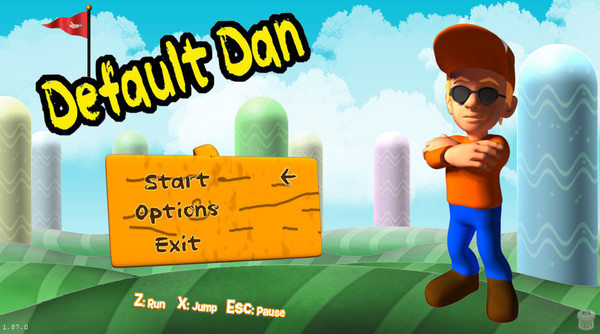 Default Dan
Start ←
Options
Exit
Z: Run X: Jump ESC: Pause
1.07.0